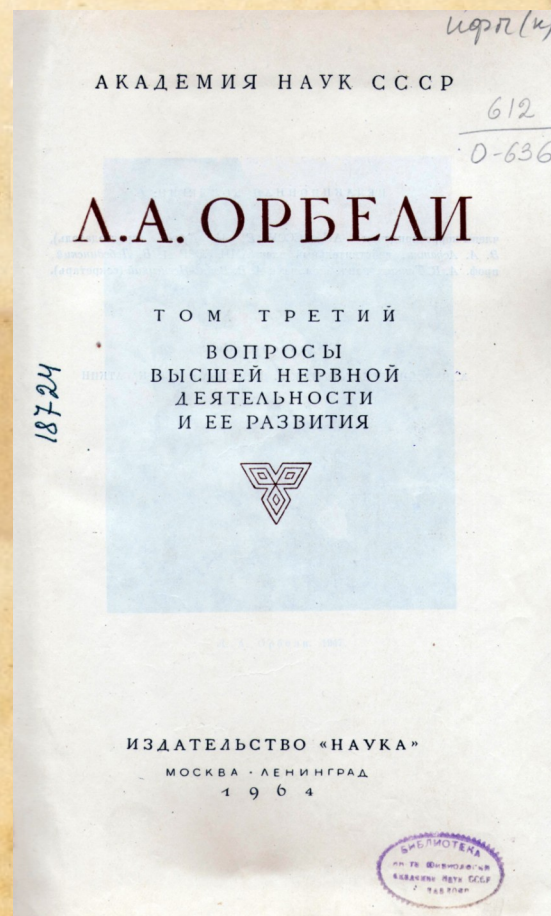 612
О-636
АКАДЕМИЯ НАУК СССР
Л.А. ОРБЕЛИ
ТОМ ТРЕТИЙ
ВОПРОСЫ
ВЫСШЕЙ НЕРВНОЙ
ДЕЯТЕЛЬНОСТИ
И ЕЕ РАЗВИТИЯ
18724
ИЗДАТЕЛЬСТВО «НАУКА»
МОСКВА · ЛЕНИНГРАД
1964
БИБЛИОТЕКА